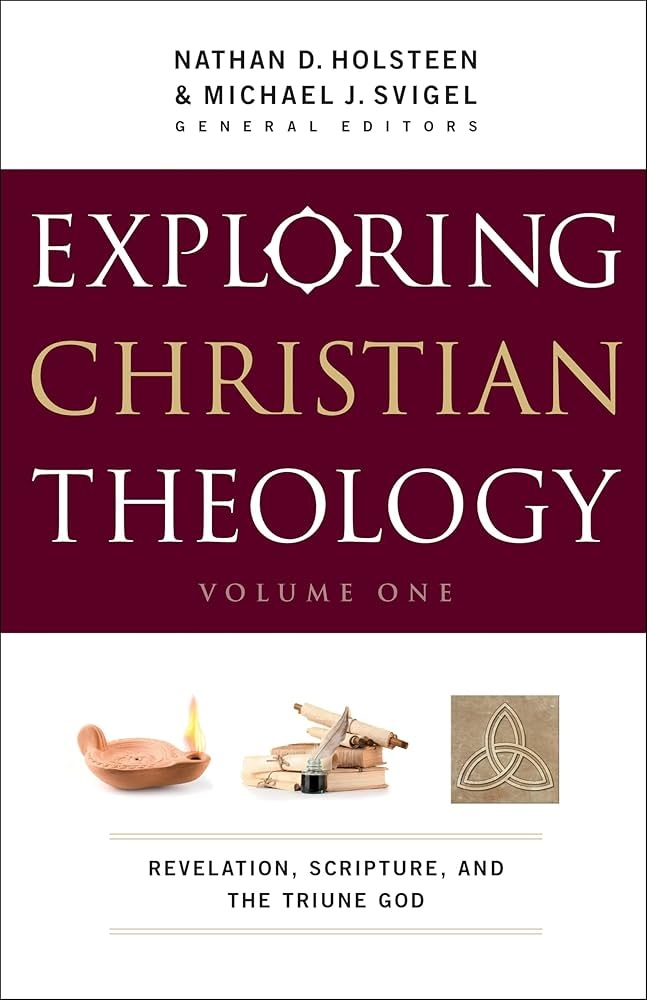 NATHAN D. HOLSTEEN
& MICHAEL J. SVIGEL
GENERAL EDITORS
EXPLORING
CHRISTIAN
THEOLOGY
VOLUME ONE
REVELATION, SCRIPTURE, AND
THE TRIUNE GOD